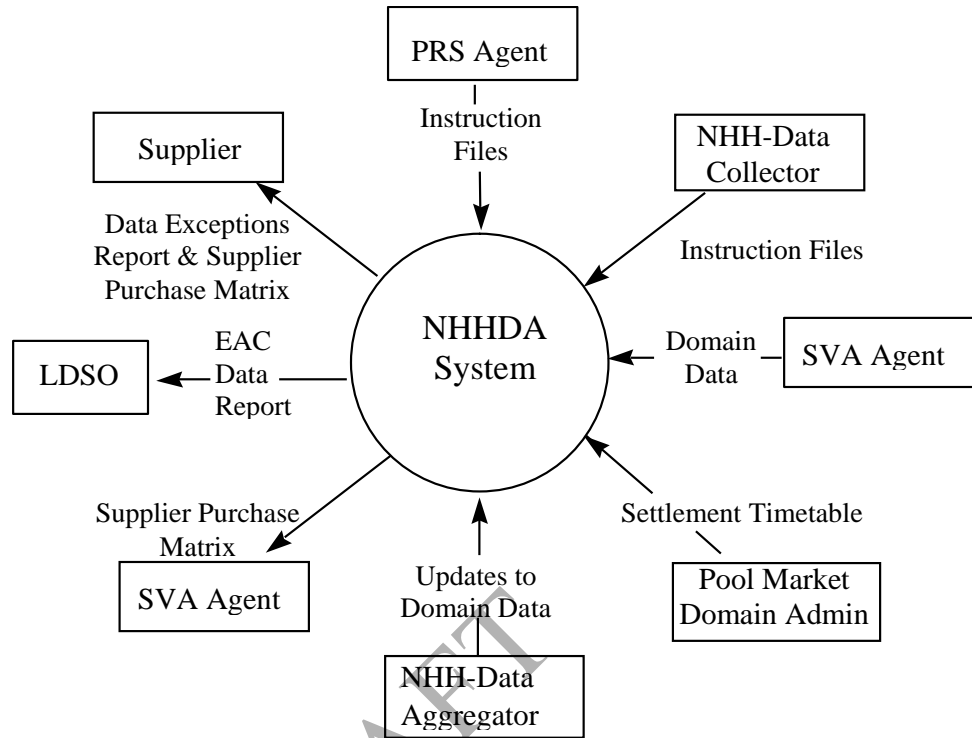 PRS Agent
Instruction
Files
Supplier
NHH-Data
Collector
Data Exceptions
Report & Supplier
Purchase Matrix
Instruction Files
NHHDA
System
LDSO
EAC
Data
Report
Domain
Data
SVA Agent
Supplier Purchase
Matrix
SVA Agent
Settlement Timetable
Pool Market
Domain Admin
Updates to
Domain Data
NHH-Data
Aggregator